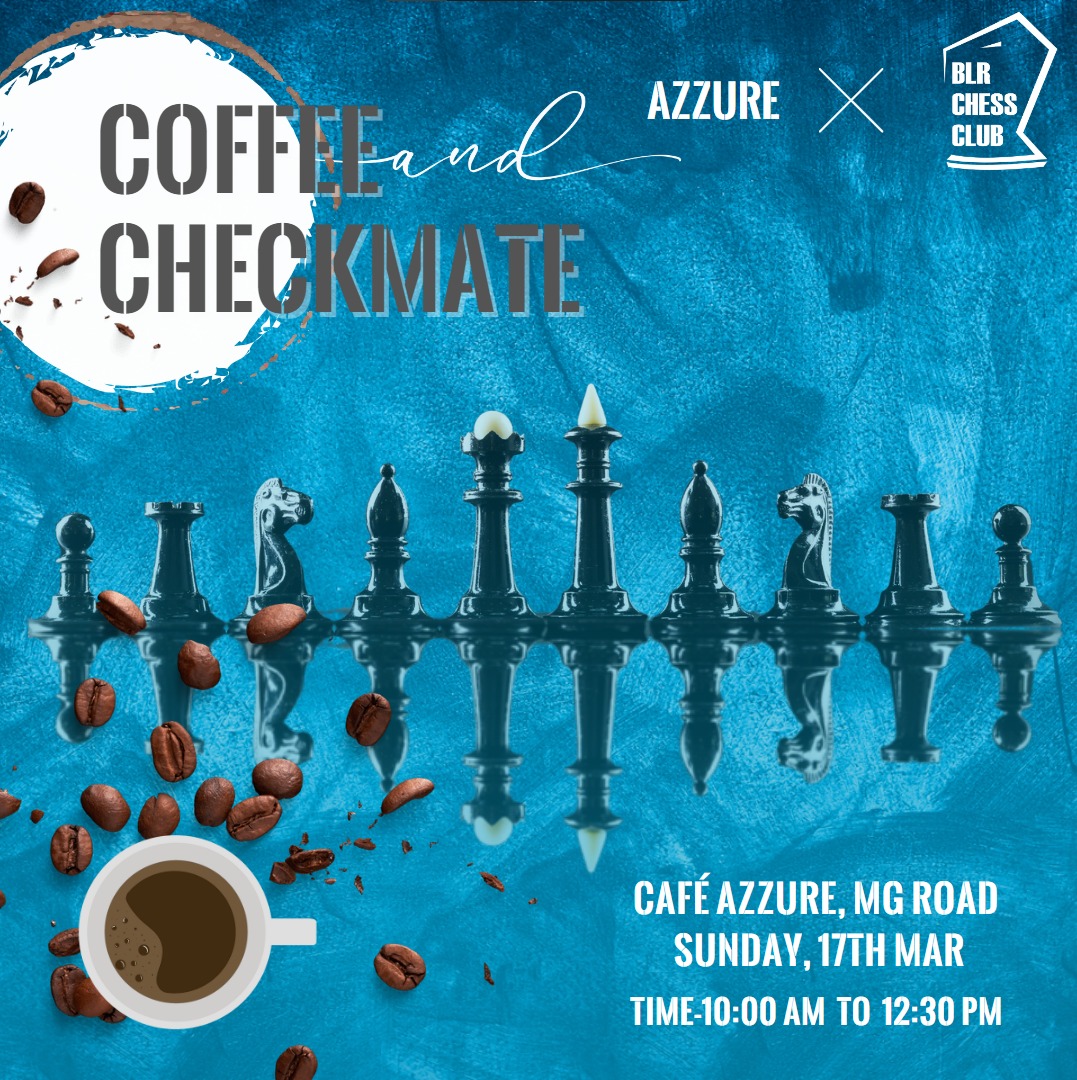 COFFEE and
CHECKMATE
AZZURE
BLR
CHESS
CLUB
CAFÉ AZZURE, MG ROAD
SUNDAY, 17TH MAR
TIME-10:00 AM TO 12:30 PM